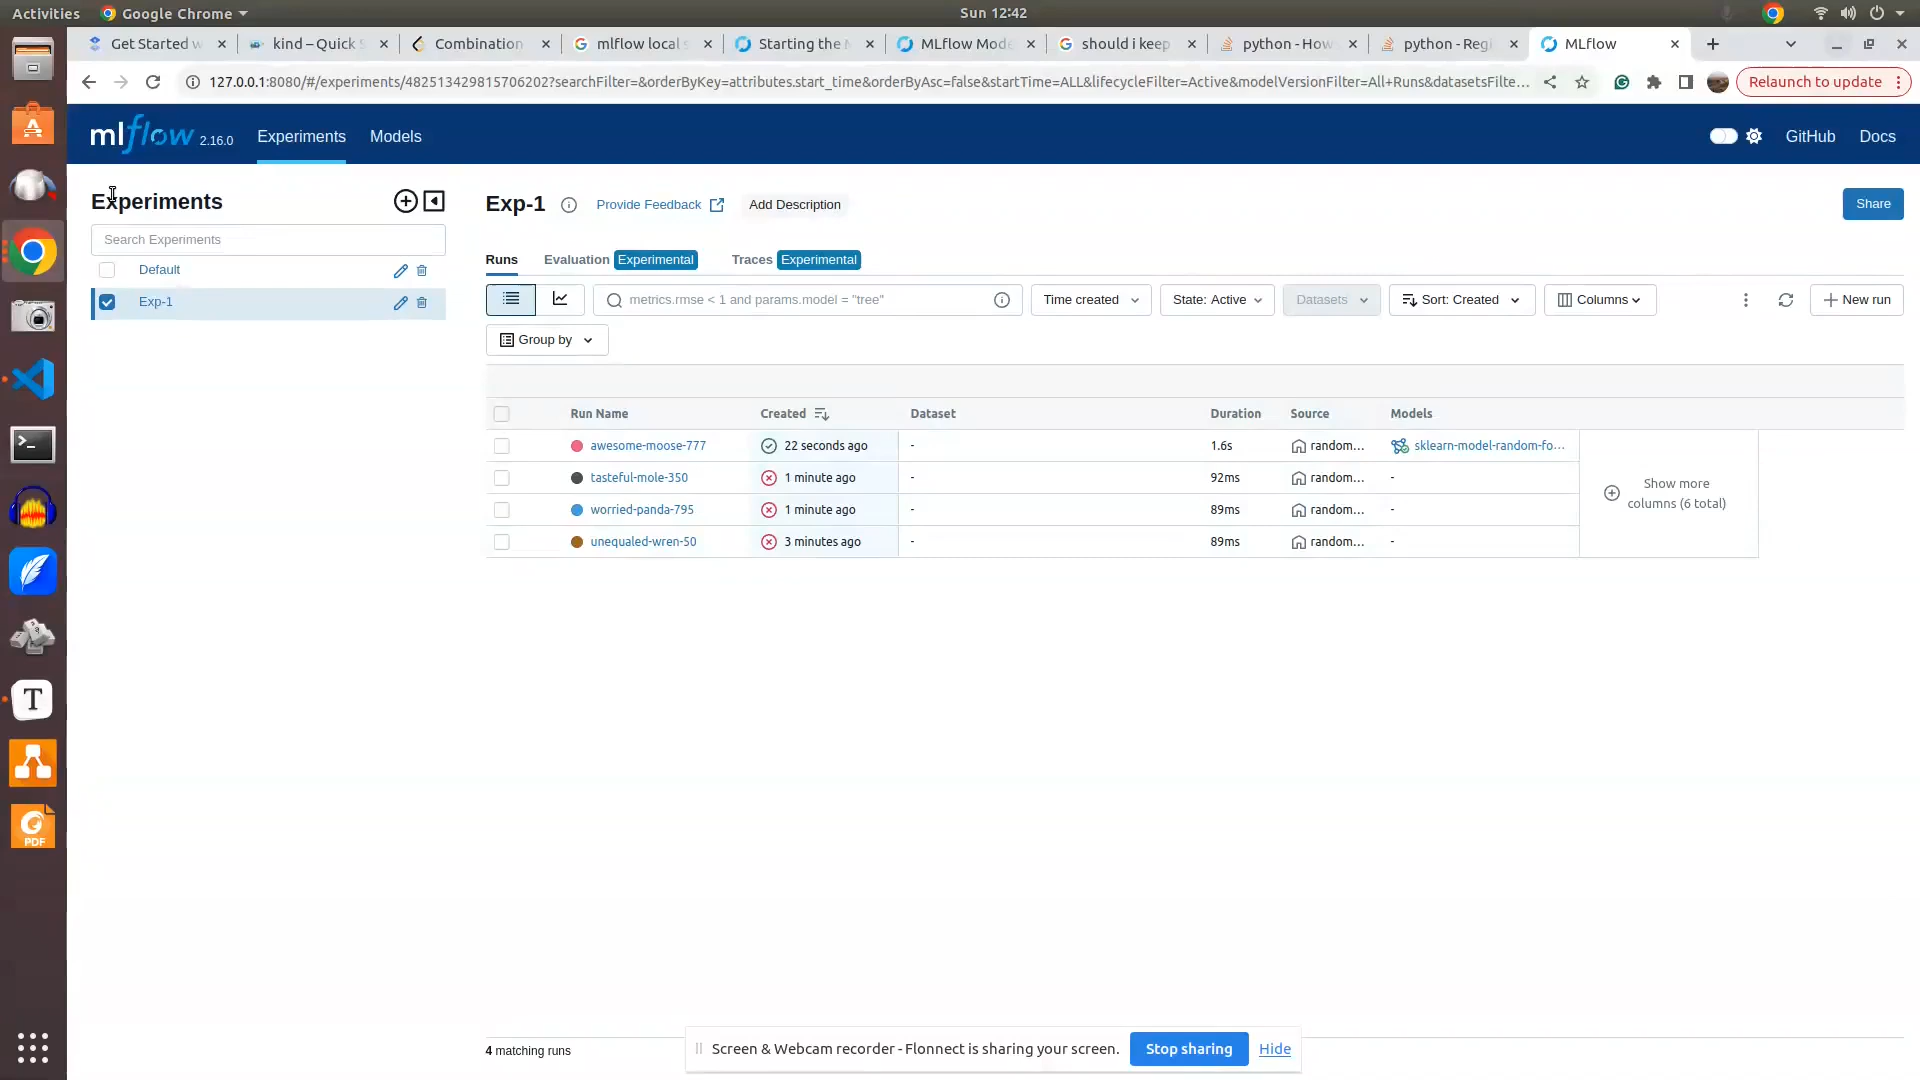 Activities Google Chrome Sun 12:42
Get Started kind – Quick Combination mlflow local Starting the MLflow Mod should i keep python - How python - Reg MLflow
127.0.0.1:8080/#/experiments/482513429815706202?searchFilter=&orderByKey=attributes.start_time&orderByAsc=false&startTime=ALL&lifecycleFilter=Active&modelVersionFilter=All+Runs&datasetsFilte... Relaunch to update
mlflow 2.16.0 Experiments Models GitHub Docs
Experiments
Search Experiments
Default
Exp-1
Exp-1 Provide Feedback Add Description Share
Runs Evaluation Experimental Traces Experimental
metrics.rmse < 1 and params.model = "tree" Time created State: Active Datasets Sort: Created Columns New run
Group by
Run Name Created Dataset Duration Source Models
awesome-moose-777 22 seconds ago - 1.6s random... sklearn-model-random-fo...
tasteful-mole-350 1 minute ago - 92ms random... -
worried-panda-795 1 minute ago - 89ms random... -
unequaled-wren-50 3 minutes ago - 89ms random... -
Show more
columns (6 total)
4 matching runs
Screen & Webcam recorder - Flonnect is sharing your screen. Stop sharing Hide
T
PDF